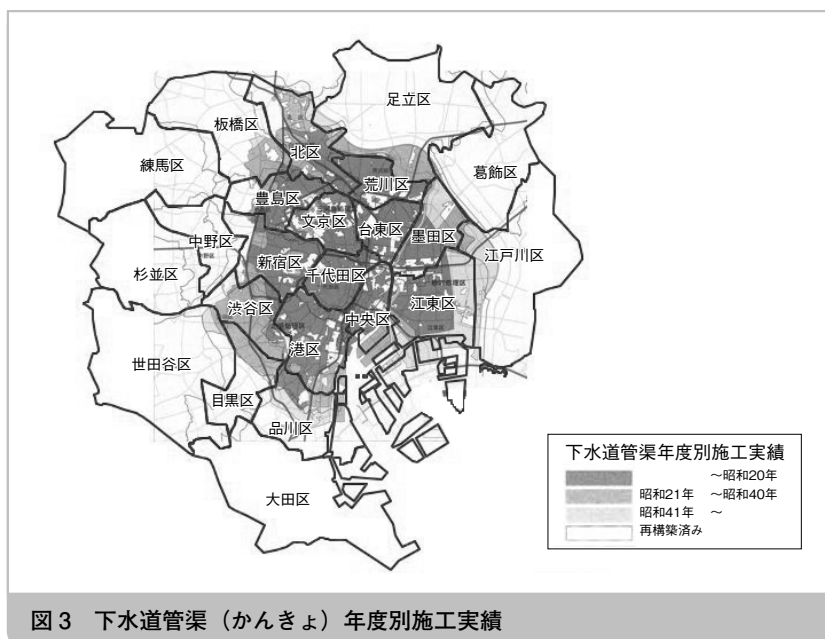 足立区
板橋区
北区
練馬区
葛飾区
荒川区
豊島区
文京区
台東区
墨田区
中野区
江戸川区
新宿区
杉並区
千代田区
渋谷区
江東区
中央区
港区
世田谷区
目黒区
品川区
大田区
下水道管渠年度別施工実績
～昭和20年
昭和21年 ～昭和40年
昭和41年 ～
再構築済み
図3 下水道管渠（かんきょ）年度別施工実績